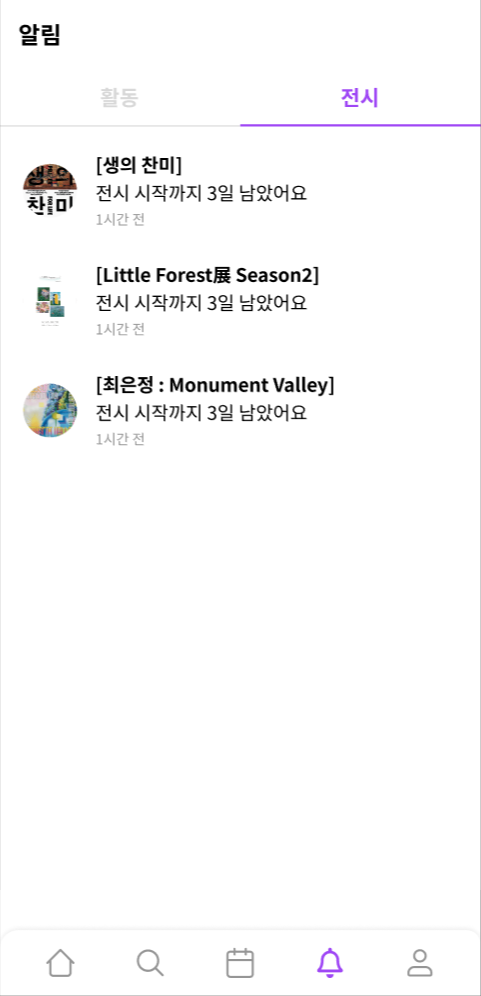 알림
활동
전시
생의
찬미
[생의 찬미]
전시 시작까지 3일 남았어요
1시간 전
[Little Forest展 Season2]
전시 시작까지 3일 남았어요
1시간 전
[최은정 : Monument Valley]
전시 시작까지 3일 남았어요
1시간 전